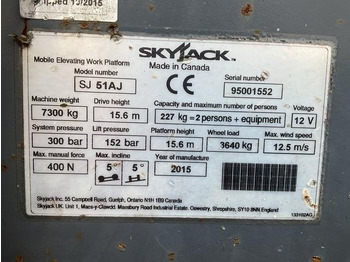 10/2015
SKYJACK
Mobile Elevating Work Platform
Made in Canada
Model number
SJ 51AJ
CE
Serial number
95001552
Machine weight Drive height Capacity and maximum number of persons Voltage
7300 kg 15.6 m 227 kg = 2 persons + equipment 12 V
System pressure Lift pressure Platform height Wheel load Max. wind speed
300 bar 152 bar 15.6 m 3640 kg 12.5 m/s
Max. manual force Max. incline Year of manufacture
400 N 5° 5° 2015
Skyjack Inc. 55 Campbell Road, Guelph, Ontario N1H 1B9 Canada
Skyjack UK. Unit 1, Maes-y-Clawdd, Maesbury Road Industrial Estate, Oswestry, Shropshire, SY10 8NN England